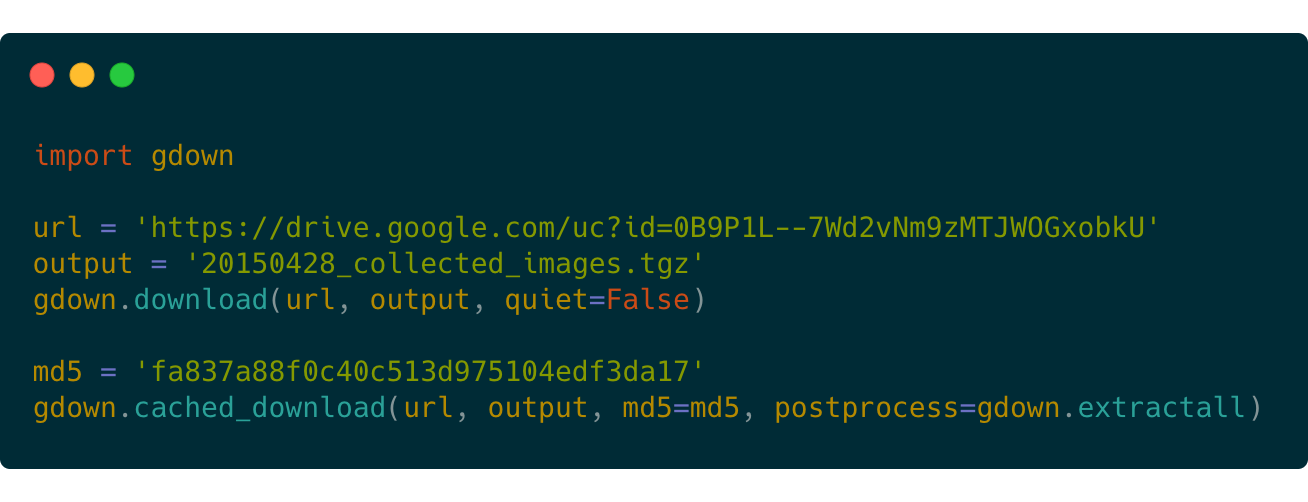 import gdown
url = 'https://drive.google.com/uc?id=0B9P1L--7Wd2vNm9zMTJWOGxobkU'
output = '20150428_collected_images.tgz'
gdown.download(url, output, quiet=False)
md5 = 'fa837a88f0c40c513d975104edf3da17'
gdown.cached_download(url, output, md5=md5, postprocess=gdown.extractall)